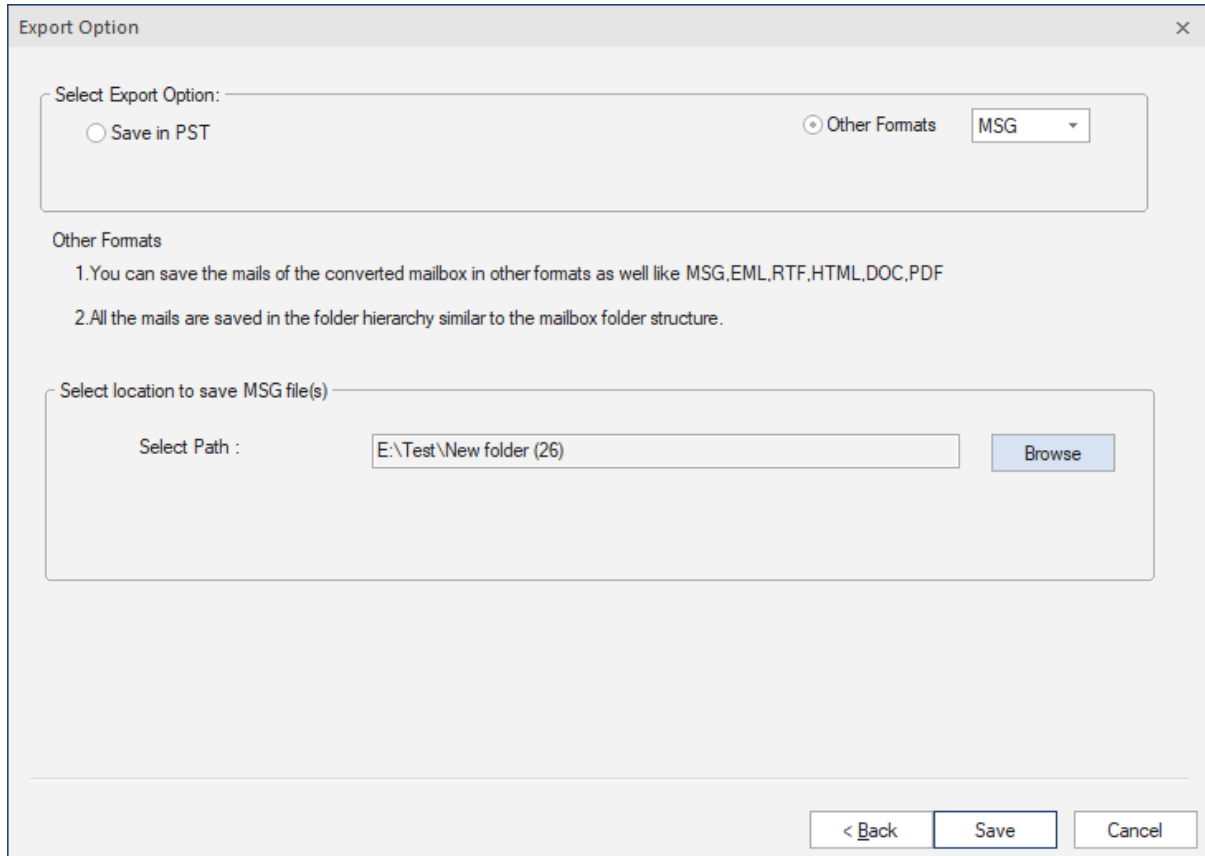 Export Option
Select Export Option:
Save in PST
Other Formats
MSG
Other Formats
1.You can save the mails of the converted mailbox in other formats as well like MSG,EML,RTF,HTML,DOC,PDF
2.All the mails are saved in the folder hierarchy similar to the mailbox folder structure.
Select location to save MSG file(s)
Select Path :
E:\Test\New folder (26)
Browse
< Back
Save
Cancel